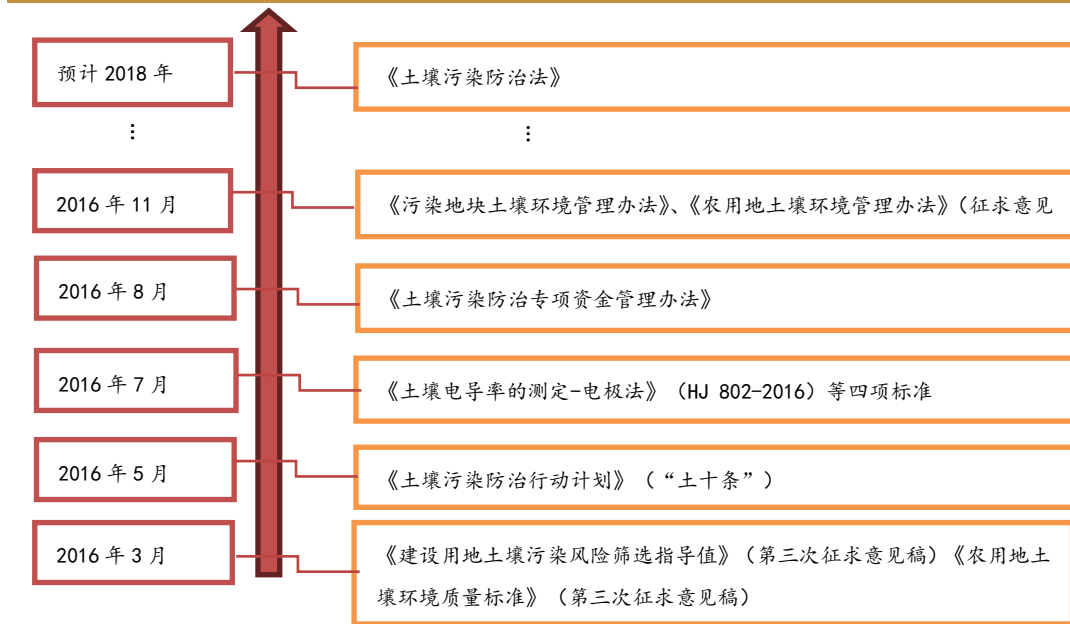 预计 2018 年
《土壤污染防治法》
⋮
⋮
2016 年 11 月
《污染地块土壤环境管理办法》、《农用地土壤环境管理办法》（征求意见
2016 年 8 月
《土壤污染防治专项资金管理办法》
2016 年 7 月
《土壤电导率的测定-电极法》（HJ 802-2016）等四项标准
2016 年 5 月
《土壤污染防治行动计划》（“土十条”）
2016 年 3 月
《建设用地土壤污染风险筛选指导值》（第三次征求意见稿）《农用地土
壤环境质量标准》（第三次征求意见稿）